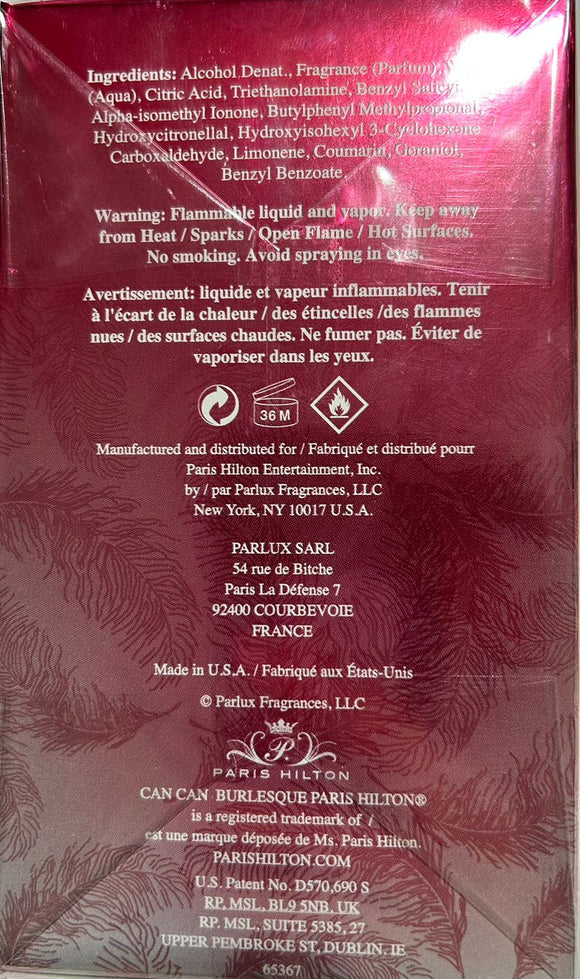 Ingredients: Alcohol Denat., Fragrance (Parfum),
(Aqua), Citric Acid, Triethanolamine, Benzyl
Alpha-isomethyl Ionone, Butylphenyl Methylpropional,
Hydroxycitronellal, Hydroxyisohexyl 3-Cyclohexene
Carboxaldehyde, Limonene, Coumarin, Geraniol,
Benzyl Benzoate,
Warning: Flammable liquid and vapor. Keep away
from Heat / Sparks / Open Flame / Hot Surfaces.
No smoking. Avoid spraying in eyes.
Avertissement: liquide et vapeur inflammables. Tenir
à l'écart de la chaleur / des étincelles /des flammes
nues / des surfaces chaudes. Ne fumer pas. Éviter de
vaporiser dans les yeux.
36 M
Manufactured and distributed for / Fabriqué et distribué pourr
Paris Hilton Entertainment, Inc.
by / par Parlux Fragrances, LLC
New York, NY 10017 U.S.A.
PARLUX SARL
54 rue de Bitche
Paris La Défense 7
92400 COURBEVOIE
FRANCE
Made in U.S.A. / Fabriqué aux États-Unis
© Parlux Fragrances, LLC
P.
PARIS HILTON
CAN CAN BURLESQUE PARIS HILTON®
is a registered trademark of /
est une marque déposée de Ms. Paris Hilton.
PARISHILTON.COM
U.S. Patent No. D570,690 S
RP, MSL, BL9 5NB, UK
RP, MSL, SUITE 5385, 27
UPPER PEMBROKE ST, DUBLIN, IE
65367